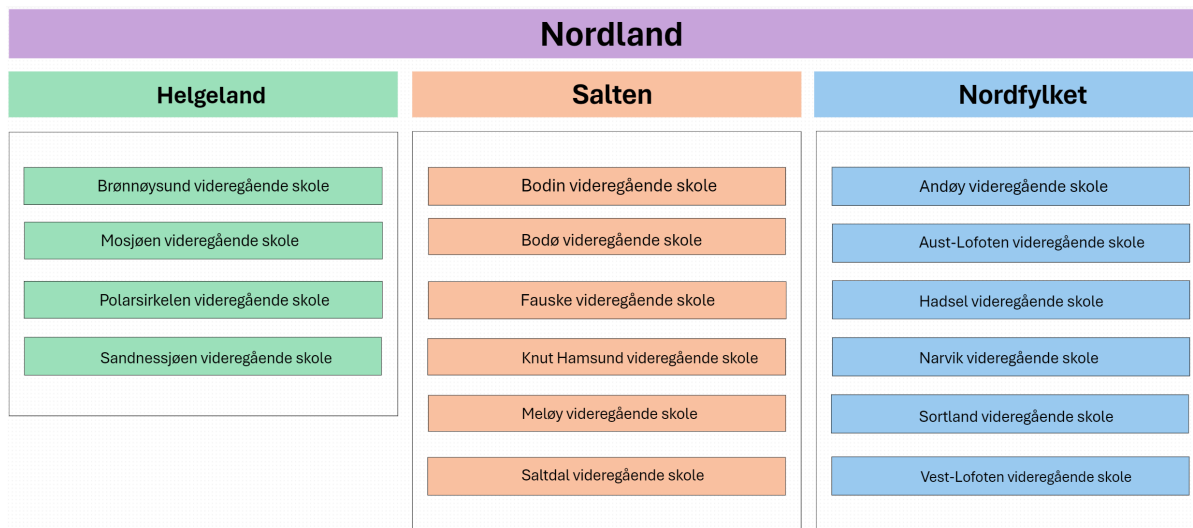 Nordland
Helgeland
Brønnøysund videregående skole
Mosjøen videregående skole
Polarsirkelen videregående skole
Sandnessjøen videregående skole
Salten
Bodin videregående skole
Bodø videregående skole
Fauske videregående skole
Knut Hamsund videregående skole
Meløy videregående skole
Saltdal videregående skole
Nordfylket
Andøy videregående skole
Aust-Lofoten videregående skole
Hadsel videregående skole
Narvik videregående skole
Sortland videregående skole
Vest-Lofoten videregående skole